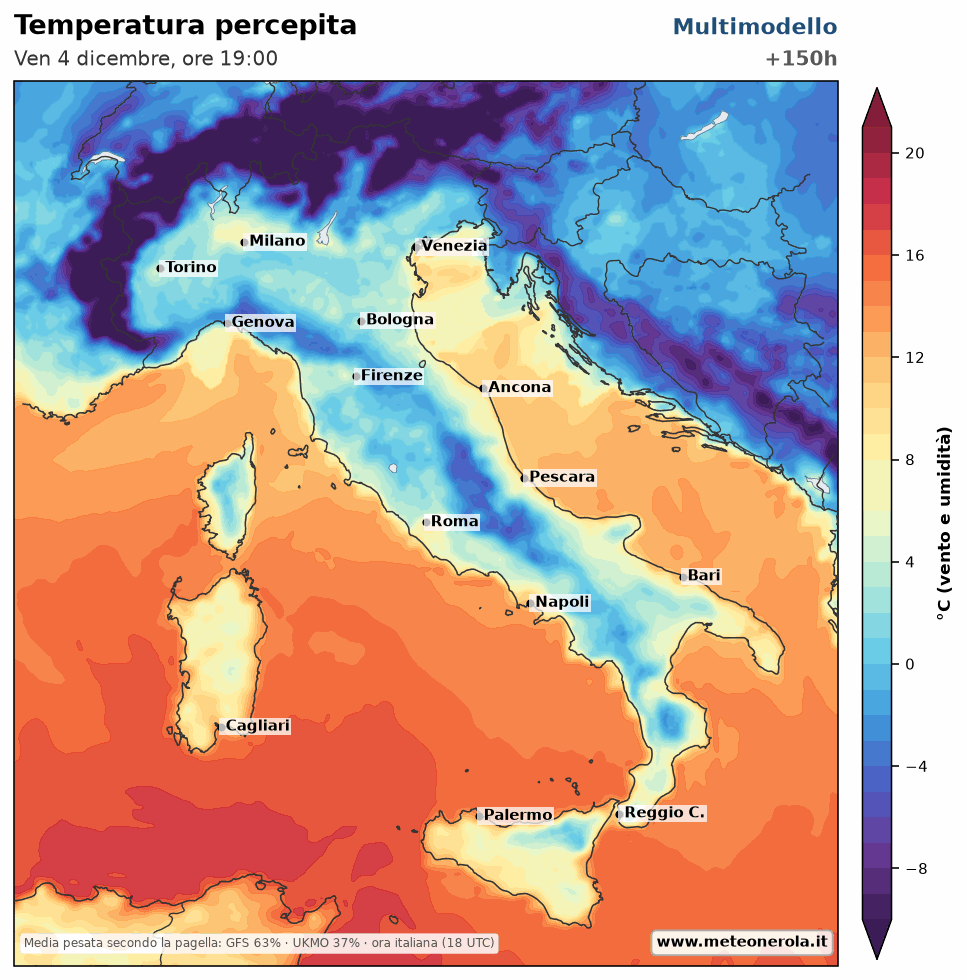 Temperatura percepita
Multimodello
Ven 4 dicembre, ore 19:00
+150h
Milano
Venezia
Torino
Genova
Bologna
Firenze
Ancona
Pescara
Roma
Bari
Napoli
Cagliari
Palermo
Reggio C.
20
16
12
8
4
0
−4
−8
°C (vento e umidità)
Media pesata secondo la pagella: GFS 63% · UKMO 37% · ora italiana (18 UTC)
www.meteonerola.it